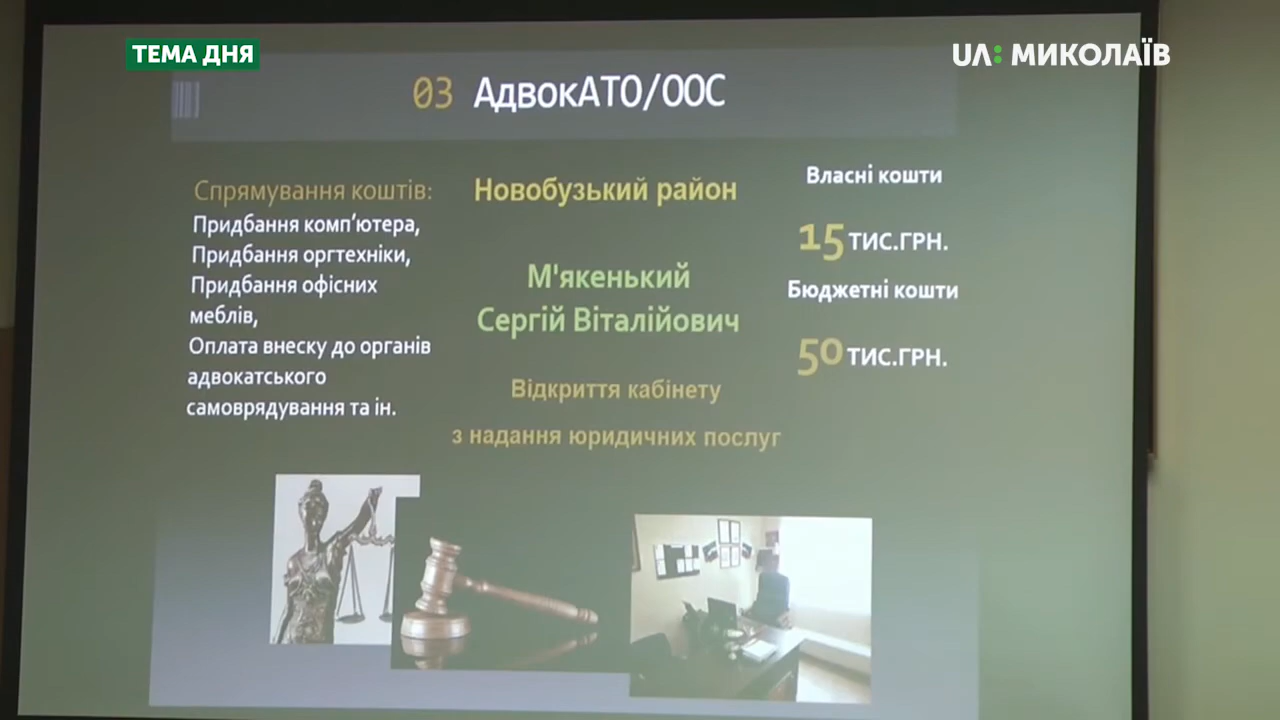 ТЕМА ДНЯ
UA: МИКОЛАЇВ
03 АдвокАТО/ООС
Спрямування коштів:
Придбання комп’ютера,
Придбання оргтехніки,
Придбання офісних
меблів,
Оплата внеску до органів
адвокатського
самоврядування та ін.
Новобузький район
М'якенький
Сергій Віталійович
Відкриття кабінету
з надання юридичних послуг
Власні кошти
15 ТИС.ГРН.
Бюджетні кошти
50 ТИС.ГРН.